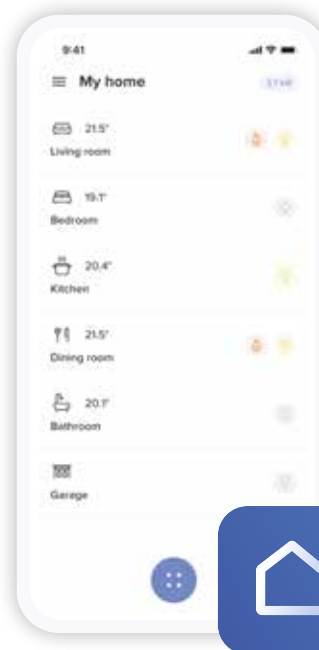 9:41
My home
21.5°
Living room
19.1°
Bedroom
20.4°
Kitchen
21.5°
Dining room
20.1°
Bathroom
Garage